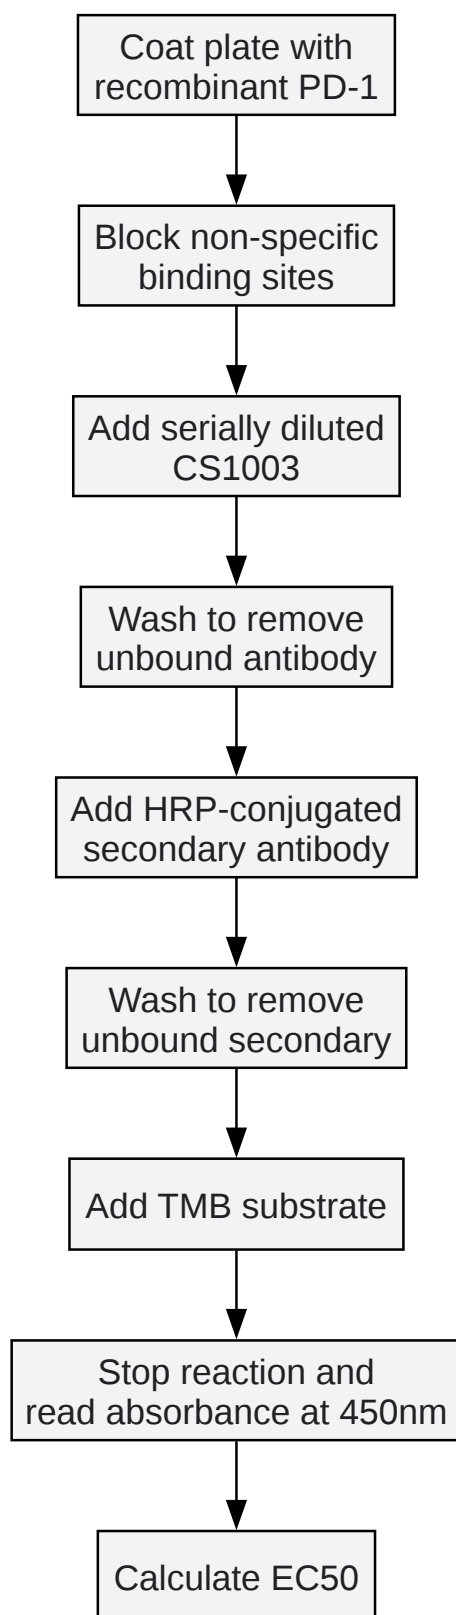 Coat plate with
recombinant PD-1
Block non-specific
binding sites
Add serially diluted
CS1003
Wash to remove
unbound antibody
Add HRP-conjugated
secondary antibody
Wash to remove
unbound secondary
Add TMB substrate
Stop reaction and
read absorbance at 450nm
Calculate EC50